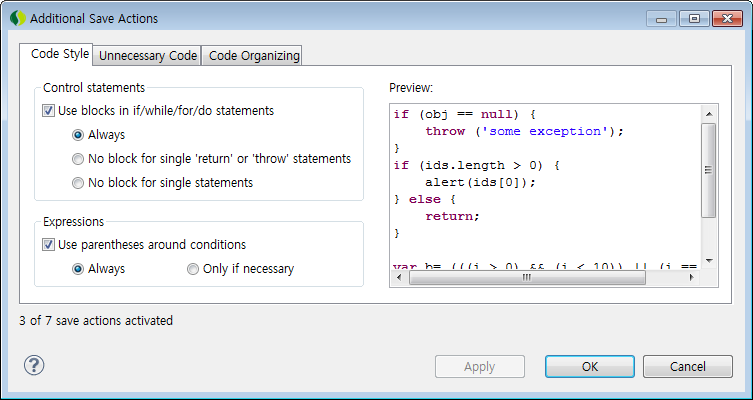 Additional Save Actions
Code Style
Unnecessary Code
Code Organizing
Control statements
Use blocks in if/while/for/do statements
Always
No block for single 'return' or 'throw' statements
No block for single statements
Expressions
Use parentheses around conditions
Always
Only if necessary
Preview:
if (obj == null) {
    throw ('some exception');
}
if (ids.length > 0) {
    alert(ids[0]);
} else {
    return;
}
var b= (((i > 0) && (i < 10)) || (i ==
3 of 7 save actions activated
?
Apply
OK
Cancel